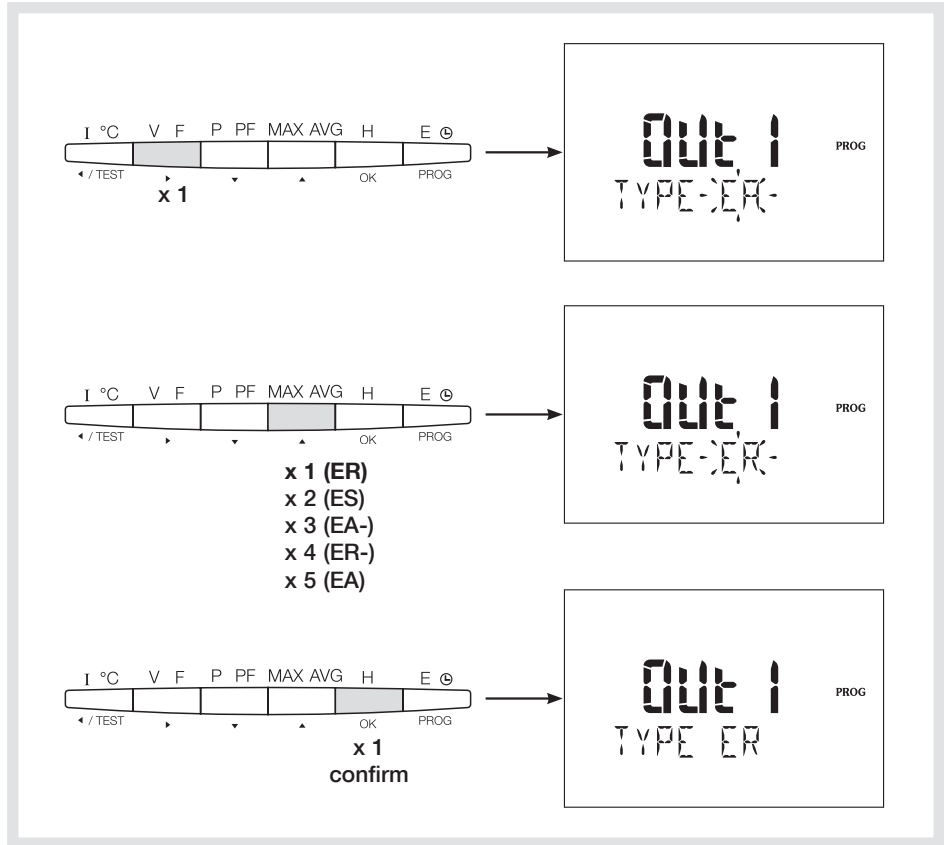 I °C V F P PF MAX AVG H E
/ TEST OK PROG
x 1
OUt 1 PROG
TYPE ER
I °C V F P PF MAX AVG H E
/ TEST OK PROG
x 1 (ER)
x 2 (ES)
x 3 (EA-)
x 4 (ER-)
x 5 (EA)
OUt 1 PROG
TYPE ER
I °C V F P PF MAX AVG H E
/ TEST OK PROG
x 1
confirm
OUt 1 PROG
TYPE ER